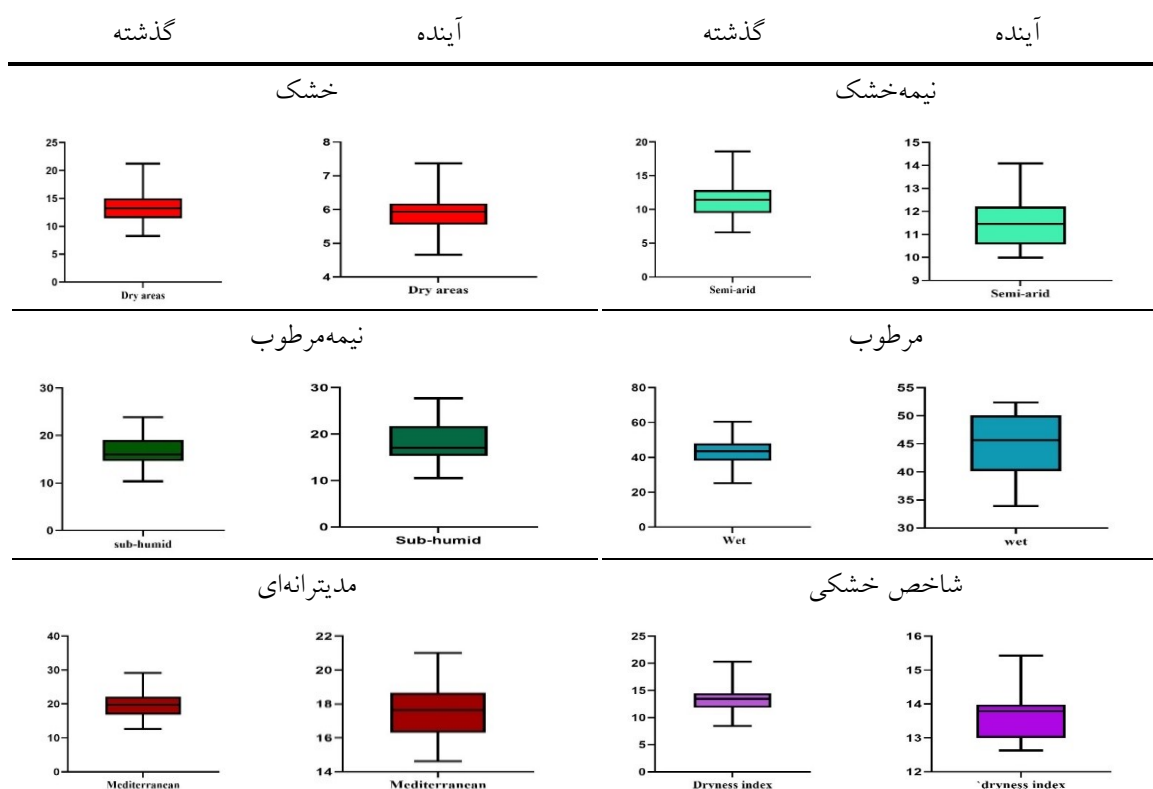 گذشته
آینده
گذشته
آینده
خشک
نیمه‌خشک
25
20
15
10
5
0
Dry areas
8
7
6
5
4
Dry areas
20
15
10
5
0
Semi-arid
15
14
13
12
11
10
9
Semi-arid
نیمه‌مرطوب
مرطوب
30
20
10
0
sub-humid
30
20
10
0
Sub-humid
80
60
40
20
0
Wet
55
50
45
40
35
30
wet
مدیترانه‌ای
شاخص خشکی
40
30
20
10
0
Mediterranean
22
20
18
16
14
Mediterranean
25
20
15
10
5
0
Dryness index
16
15
14
13
12
`dryness index